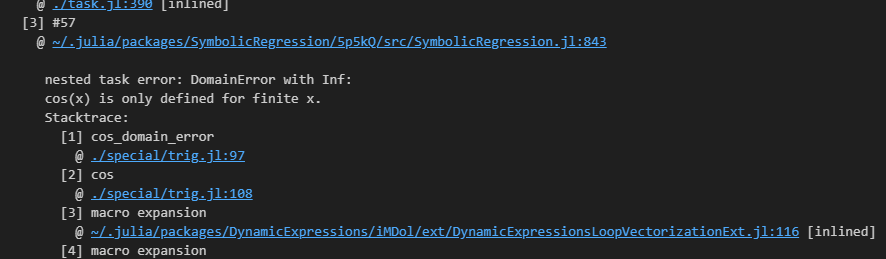 @ ./task.jl:390 [inlined]
[3] #57
@ ~/.julia/packages/SymbolicRegression/5p5kQ/src/SymbolicRegression.jl:843
nested task error: DomainError with Inf:
cos(x) is only defined for finite x.
Stacktrace:
[1] cos_domain_error
@ ./special/trig.jl:97
[2] cos
@ ./special/trig.jl:108
[3] macro expansion
@ ~/.julia/packages/DynamicExpressions/iMDol/ext/DynamicExpressionsLoopVectorizationExt.jl:116 [inlined]
[4] macro expansion